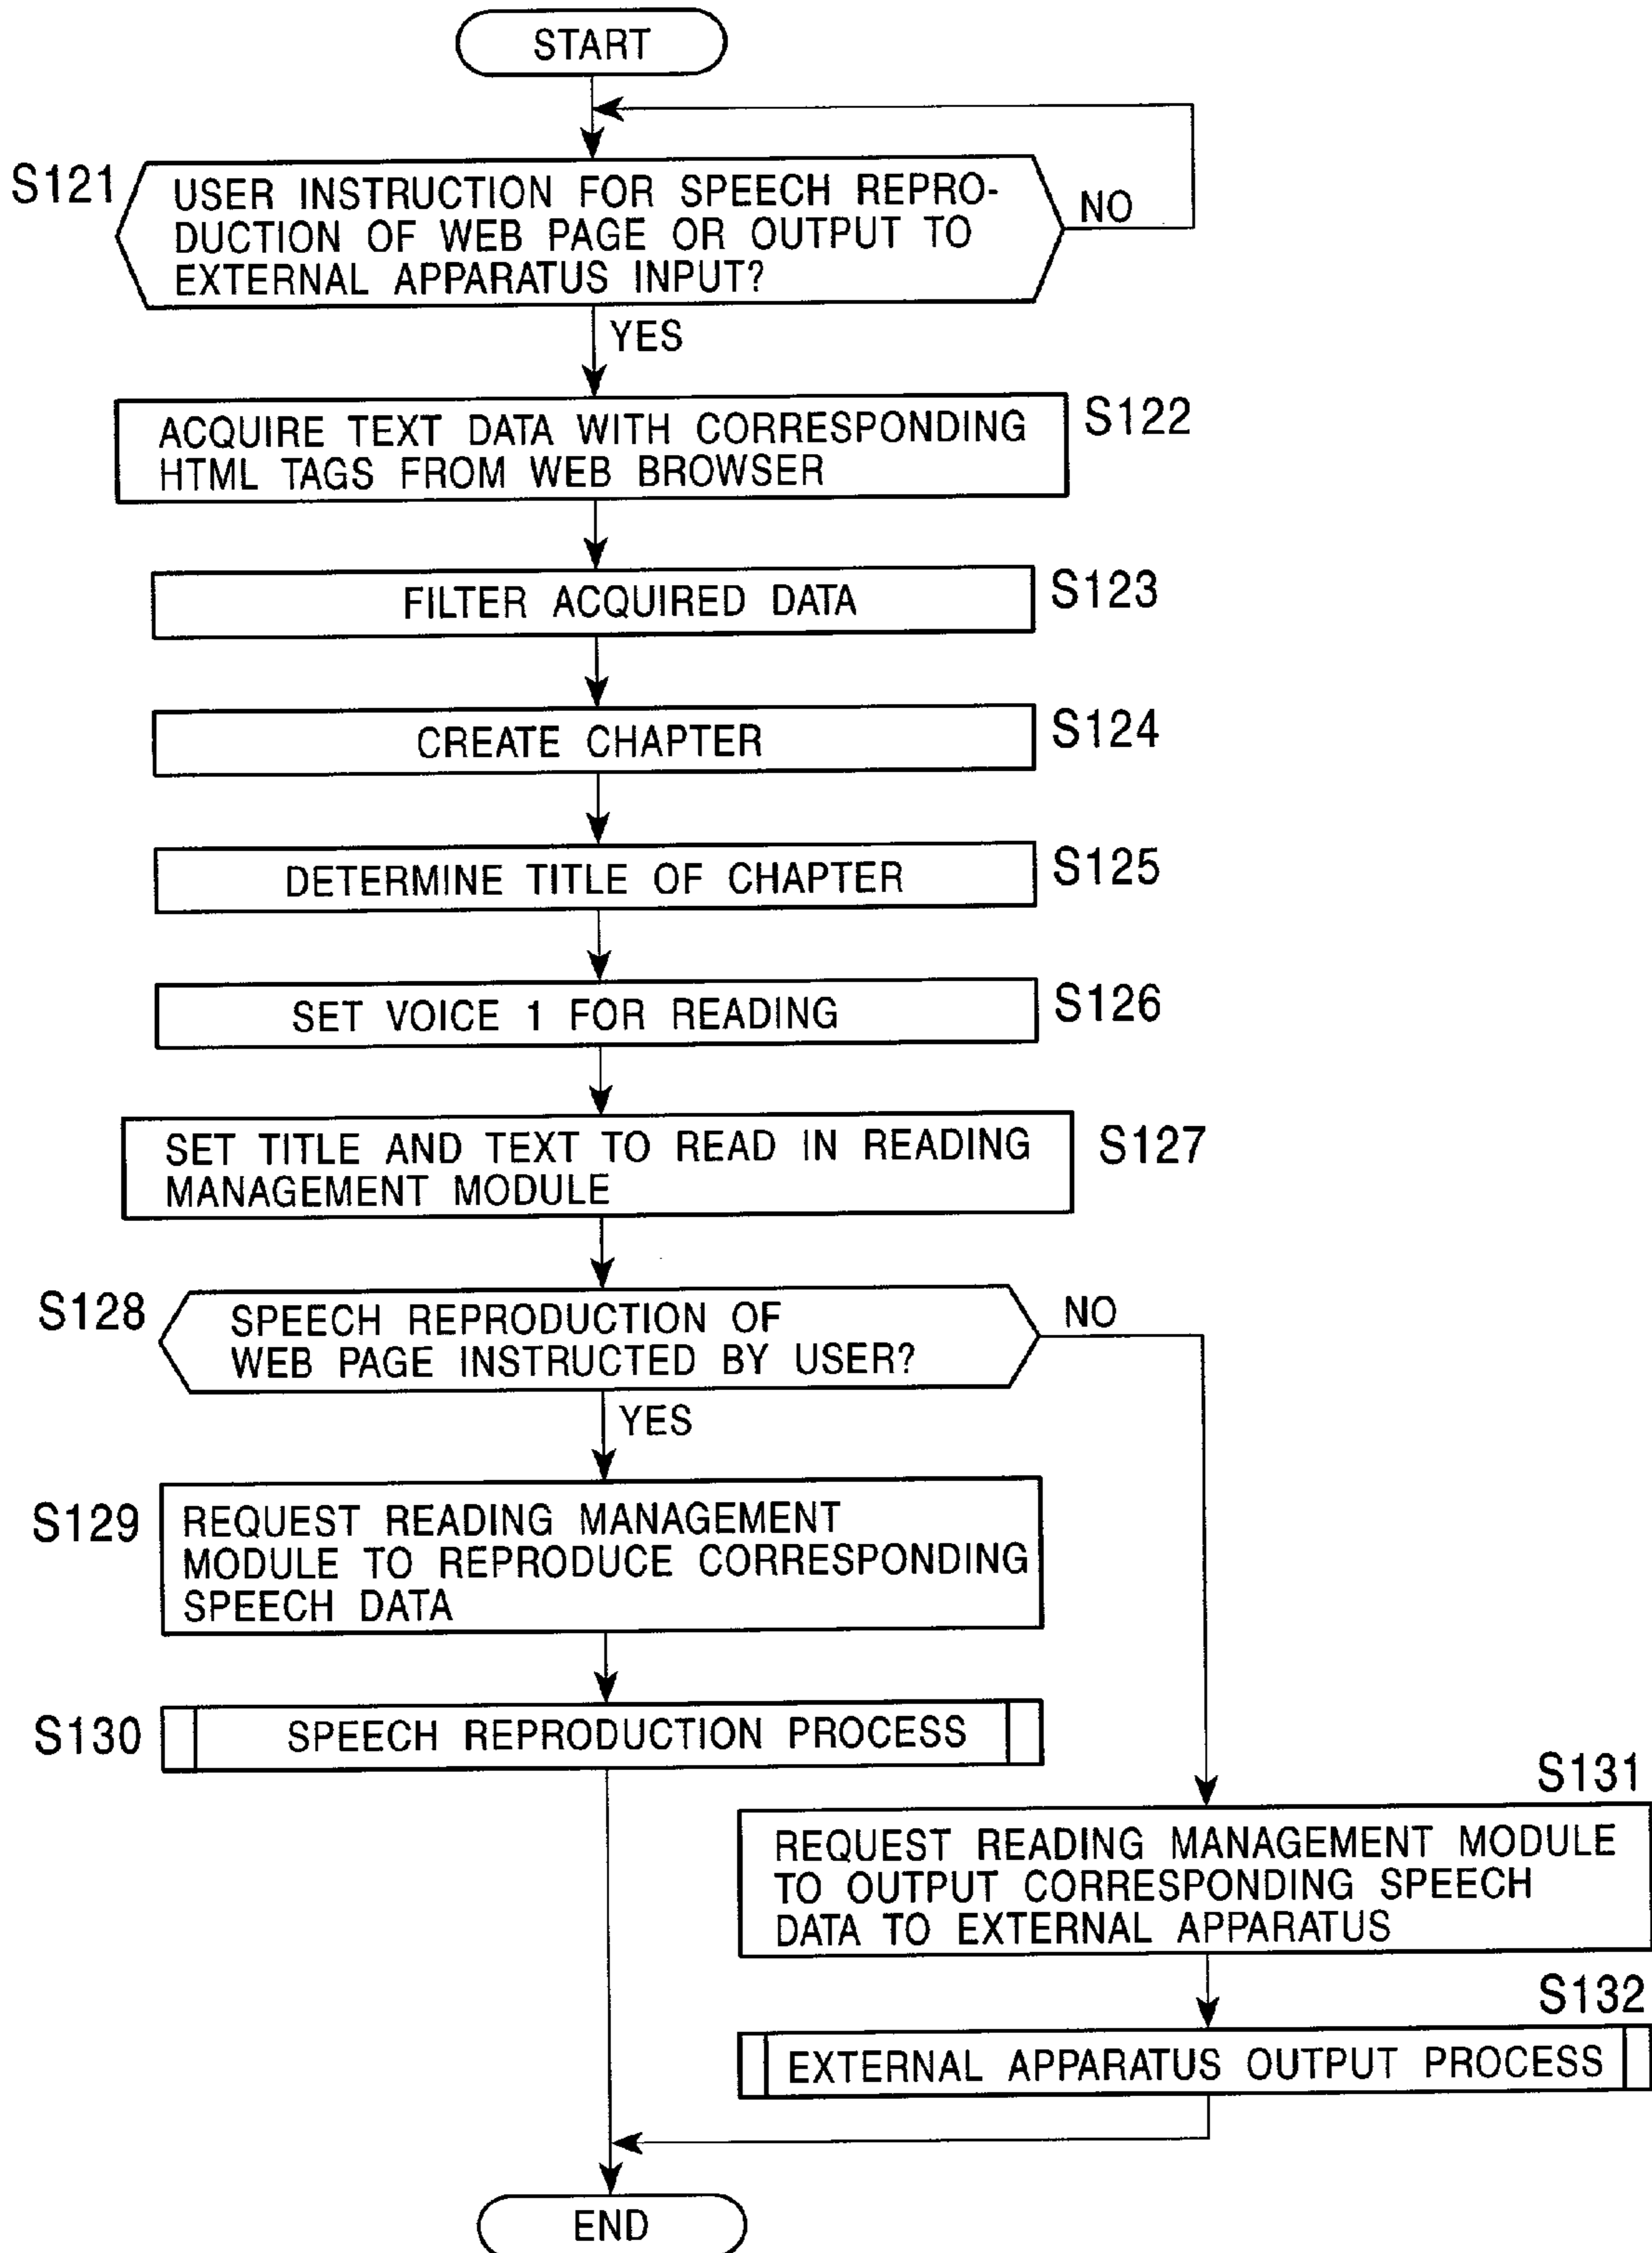 START
S121
USER INSTRUCTION FOR SPEECH REPRO-
DUCTION OF WEB PAGE OR OUTPUT TO
EXTERNAL APPARATUS INPUT?
NO
YES
ACQUIRE TEXT DATA WITH CORRESPONDING
HTML TAGS FROM WEB BROWSER
S122
FILTER ACQUIRED DATA
S123
CREATE CHAPTER
S124
DETERMINE TITLE OF CHAPTER
S125
SET VOICE 1 FOR READING
S126
SET TITLE AND TEXT TO READ IN READING
MANAGEMENT MODULE
S127
S128
SPEECH REPRODUCTION OF
WEB PAGE INSTRUCTED BY USER?
NO
YES
S129
REQUEST READING MANAGEMENT
MODULE TO REPRODUCE CORRESPONDING
SPEECH DATA
S130
SPEECH REPRODUCTION PROCESS
S131
REQUEST READING MANAGEMENT MODULE
TO OUTPUT CORRESPONDING SPEECH
DATA TO EXTERNAL APPARATUS
S132
EXTERNAL APPARATUS OUTPUT PROCESS
END